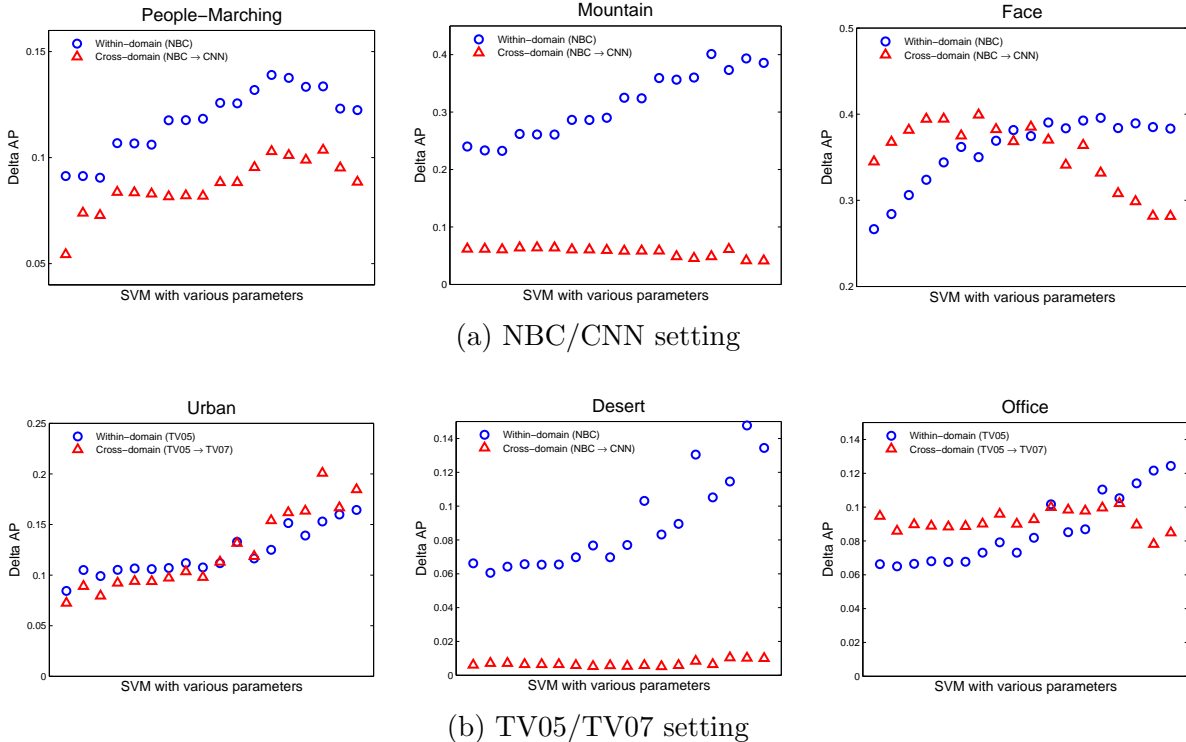 People−Marching
0.15
0.1
0.05
Delta AP
Within−domain (NBC)
Cross−domain (NBC → CNN)
SVM with various parameters
Mountain
0.4
0.3
0.2
0.1
0
Delta AP
Within−domain (NBC)
Cross−domain (NBC → CNN)
SVM with various parameters
Face
0.5
0.4
0.3
0.2
Delta AP
Within−domain (NBC)
Cross−domain (NBC → CNN)
SVM with various parameters
(a) NBC/CNN setting
Urban
0.25
0.2
0.15
0.1
0.05
0
Delta AP
Within−domain (TV05)
Cross−domain (TV05 → TV07)
SVM with various parameters
Desert
0.14
0.12
0.1
0.08
0.06
0.04
0.02
0
Delta AP
Within−domain (NBC)
Cross−domain (NBC → CNN)
SVM with various parameters
Office
0.14
0.12
0.1
0.08
0.06
0.04
0.02
0
Delta AP
Within−domain (TV05)
Cross−domain (TV05 → TV07)
SVM with various parameters
(b) TV05/TV07 setting